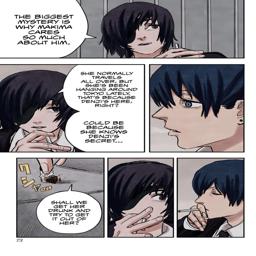 THE BIGGEST
MYSTERY IS
WHY MAKIMA
CARES
SO MUCH
ABOUT HIM.
SHE NORMALLY
TRAVELS
ALL OVER, BUT
SHE'S BEEN
HANGING AROUND
TOKYO LATELY.
THAT'S BECAUSE
DENJI'S HERE,
RIGHT?
COULD BE
BECAUSE
SHE KNOWS
DENJI'S
SECRET...
SHALL WE
GET HER
DRUNK AND
TRY TO
GET IT
OUT OF
HER?